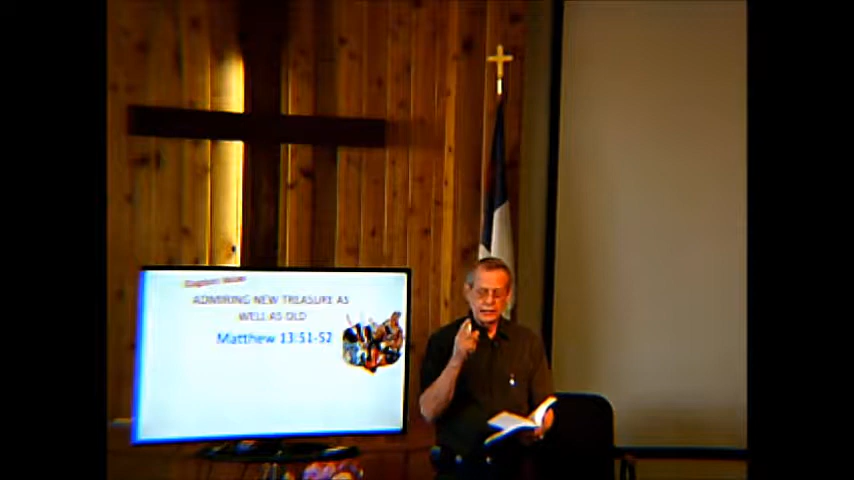 ADMIRING NEW TREASURE AS
WELL AS OLD
Matthew 13:51-52